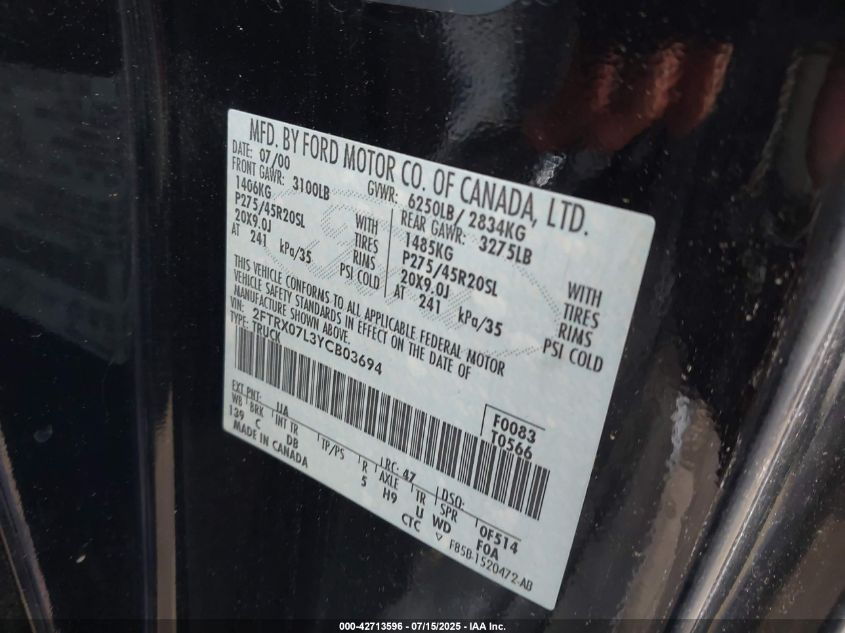 MFD. BY FORD MOTOR CO. OF CANADA, LTD.
DATE: 07/00 GVWR: 6250LB/ 2834KG
FRONT GAWR: 3100LB REAR GAWR: 3275LB
1406KG WITH 1485KG WITH
P275/45R20SL TIRES P275/45R20SL TIRES
20X9.0J RIMS 20X9.0J RIMS
AT 241 kPa/35 PSI COLD AT 241 kPa/35 PSI COLD
THIS VEHICLE CONFORMS TO ALL APPLICABLE FEDERAL MOTOR
VEHICLE SAFETY STANDARDS IN EFFECT ON THE DATE OF
MANUFACTURE SHOWN ABOVE.
VIN: 2FTRX07L3YCB03694
TYPE: TRUCK
F0083
T0566
EXT PNT: UA RC: 47 DSO:
WB BRK INT TR TP/PS R AXLE TR SPR 0F514
139 C DB 5 H9 U WD F0A
MADE IN CANADA CTC F85B-1520472-AB
000-42713596 - 07/15/2025 - IAA Inc.